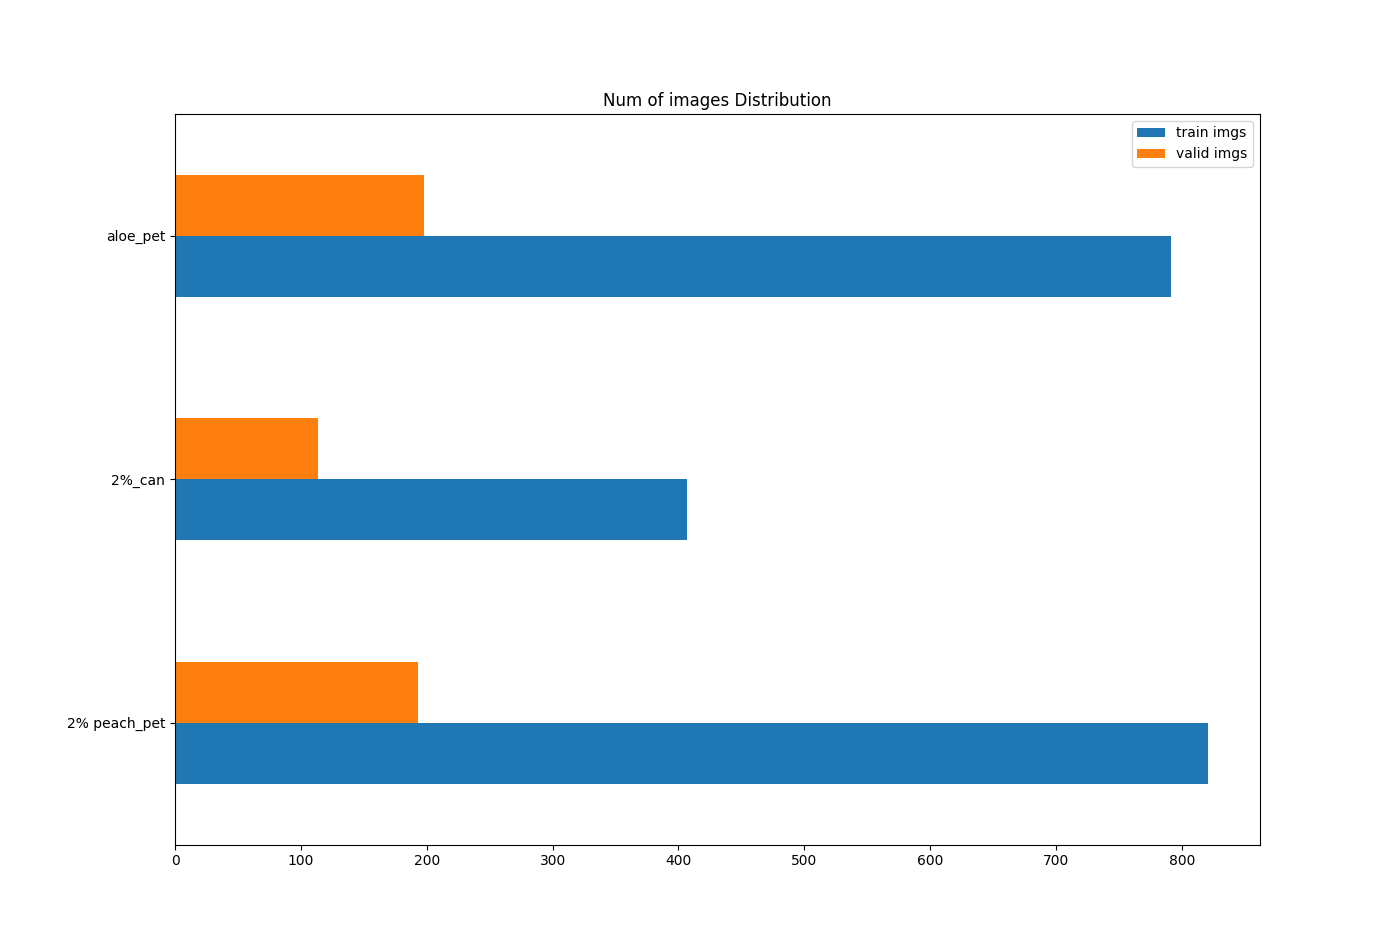 Num of images Distribution
train imgs
valid imgs
aloe_pet
2%_can
2% peach_pet
0 100 200 300 400 500 600 700 800